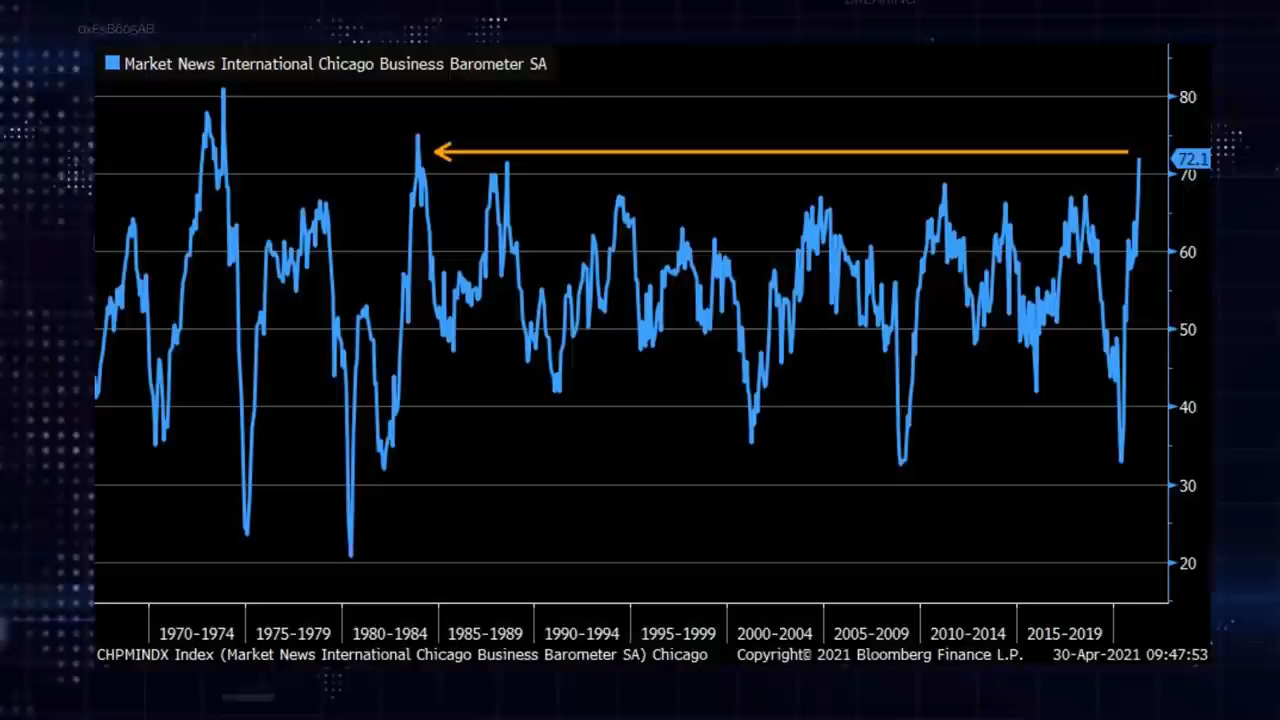 0xF5B605AB
Market News International Chicago Business Barometer SA
80
72.1
70
60
50
40
30
20
1970-1974 1975-1979 1980-1984 1985-1989 1990-1994 1995-1999 2000-2004 2005-2009 2010-2014 2015-2019
CHPMINDX Index (Market News International Chicago Business Barometer SA) Chicago Copyright© 2021 Bloomberg Finance L.P. 30-Apr-2021 09:47:53